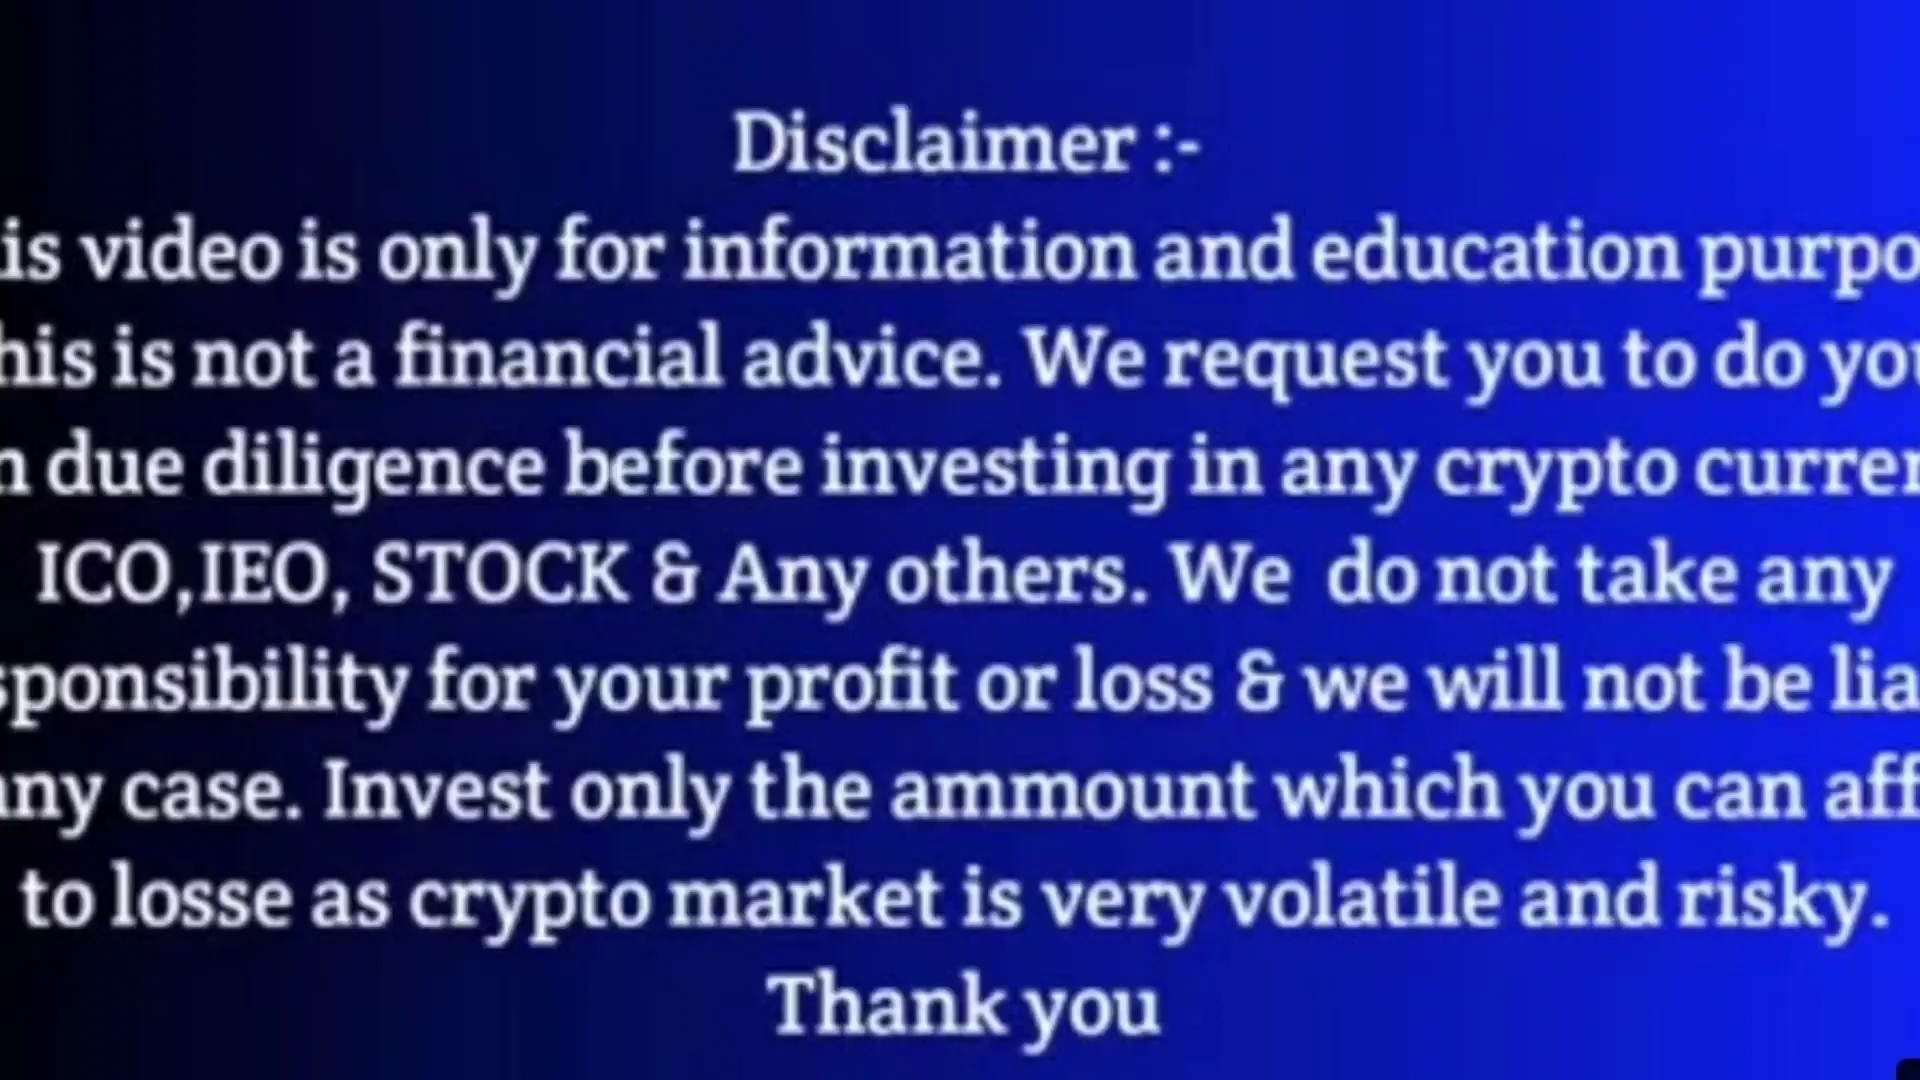 Disclaimer :-
is video is only for information and education purpo
his is not a financial advice. We request you to do you
n due diligence before investing in any crypto curren
ICO,IEO, STOCK & Any others. We do not take any
sponsibility for your profit or loss & we will not be lia
any case. Invest only the ammount which you can aff
to losse as crypto market is very volatile and risky.
Thank you